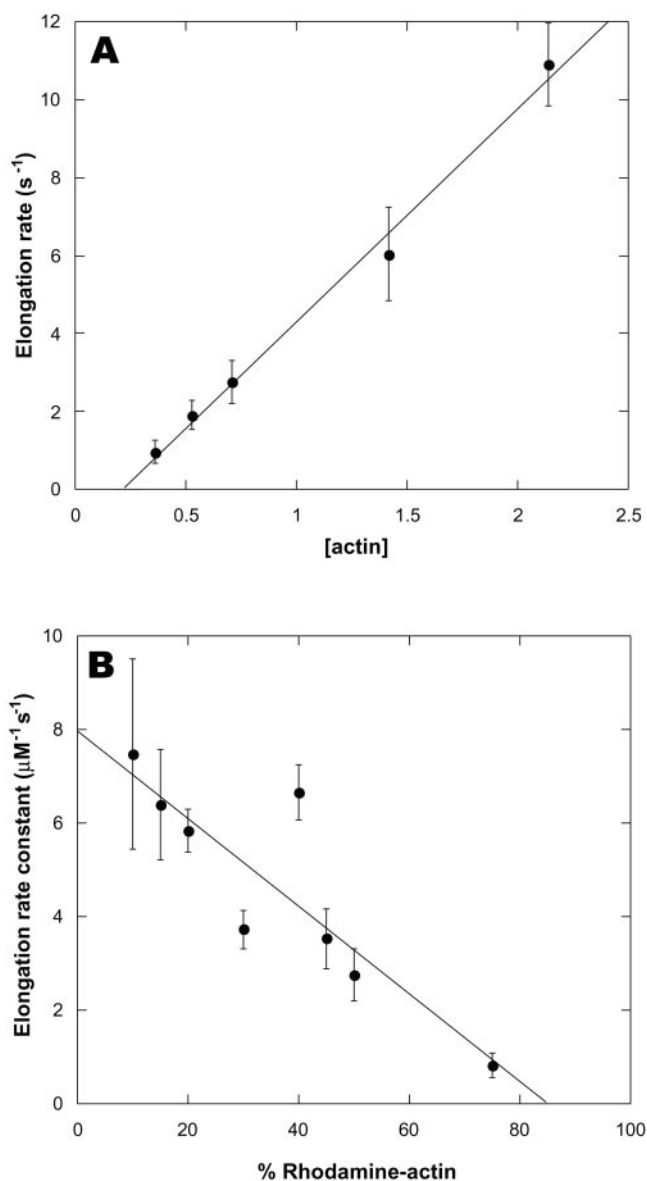 A
12
10
8
6
4
2
0
Elongation rate (s⁻¹)
0 0.5 1 1.5 2 2.5
[actin]
B
10
8
6
4
2
0
Elongation rate constant (μM⁻¹ s⁻¹)
0 20 40 60 80 100
% Rhodamine-actin